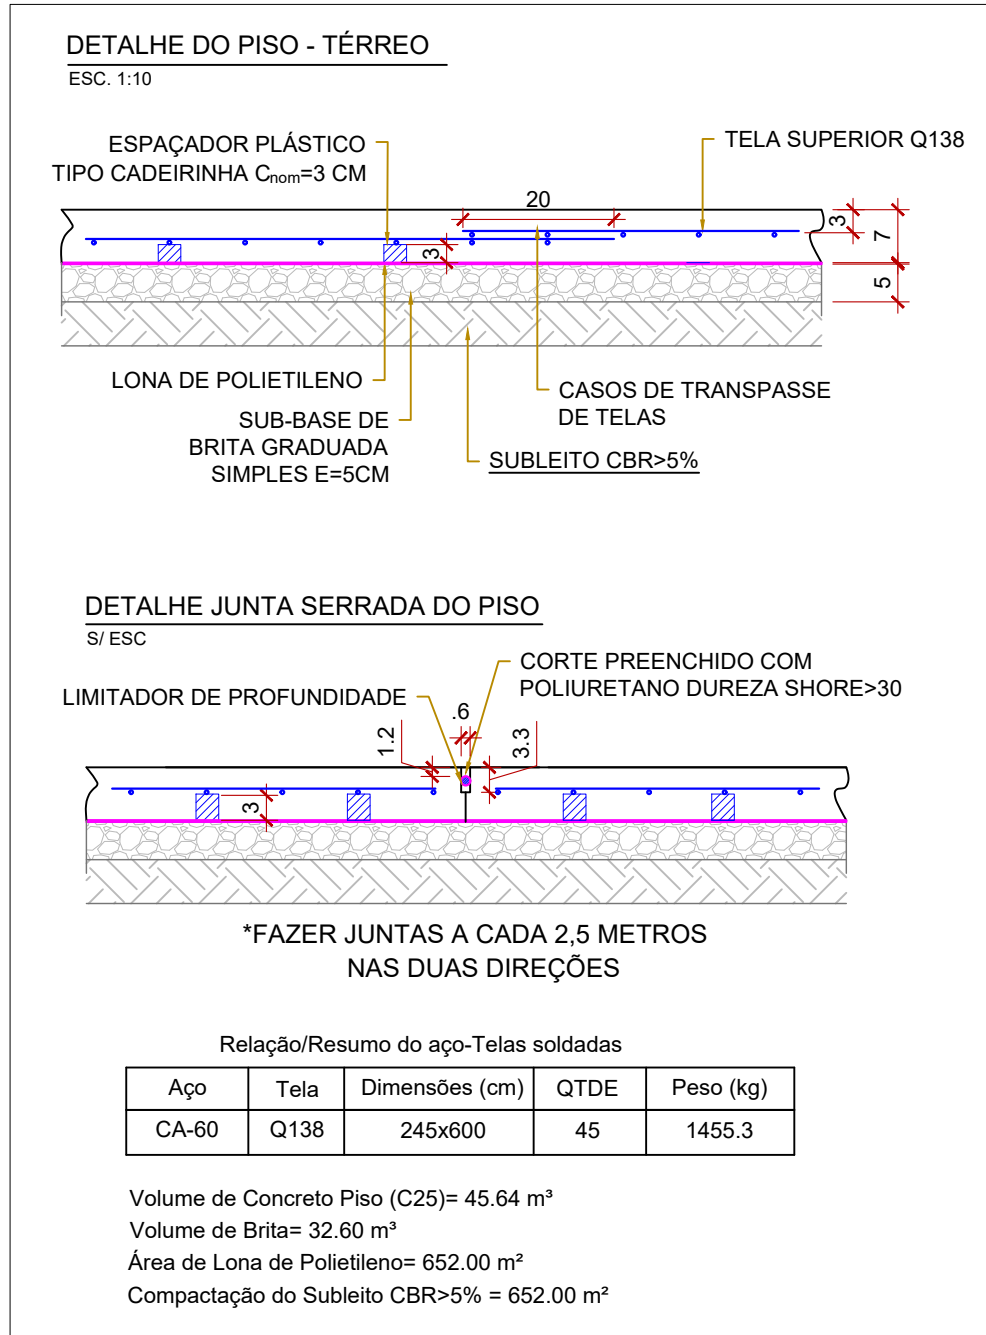 DETALHE DO PISO - TÉRREO
ESC. 1:10
ESPAÇADOR PLÁSTICO
TIPO CADEIRINHA Cnom=3 CM
TELA SUPERIOR Q138
20
3
7
3
5
LONA DE POLIETILENO
CASOS DE TRANSPASSE
DE TELAS
SUB-BASE DE
BRITA GRADUADA
SIMPLES E=5CM
SUBLEITO CBR>5%
DETALHE JUNTA SERRADA DO PISO
S/ ESC
CORTE PREENCHIDO COM
POLIURETANO DUREZA SHORE>30
LIMITADOR DE PROFUNDIDADE
.6
1.2
3.3
3
*FAZER JUNTAS A CADA 2,5 METROS
NAS DUAS DIREÇÕES
Relação/Resumo do aço-Telas soldadas
Aço Tela Dimensões (cm) QTDE Peso (kg)
CA-60 Q138 245x600 45 1455.3
Volume de Concreto Piso (C25)= 45.64 m³
Volume de Brita= 32.60 m³
Área de Lona de Polietileno= 652.00 m²
Compactação do Subleito CBR>5% = 652.00 m²